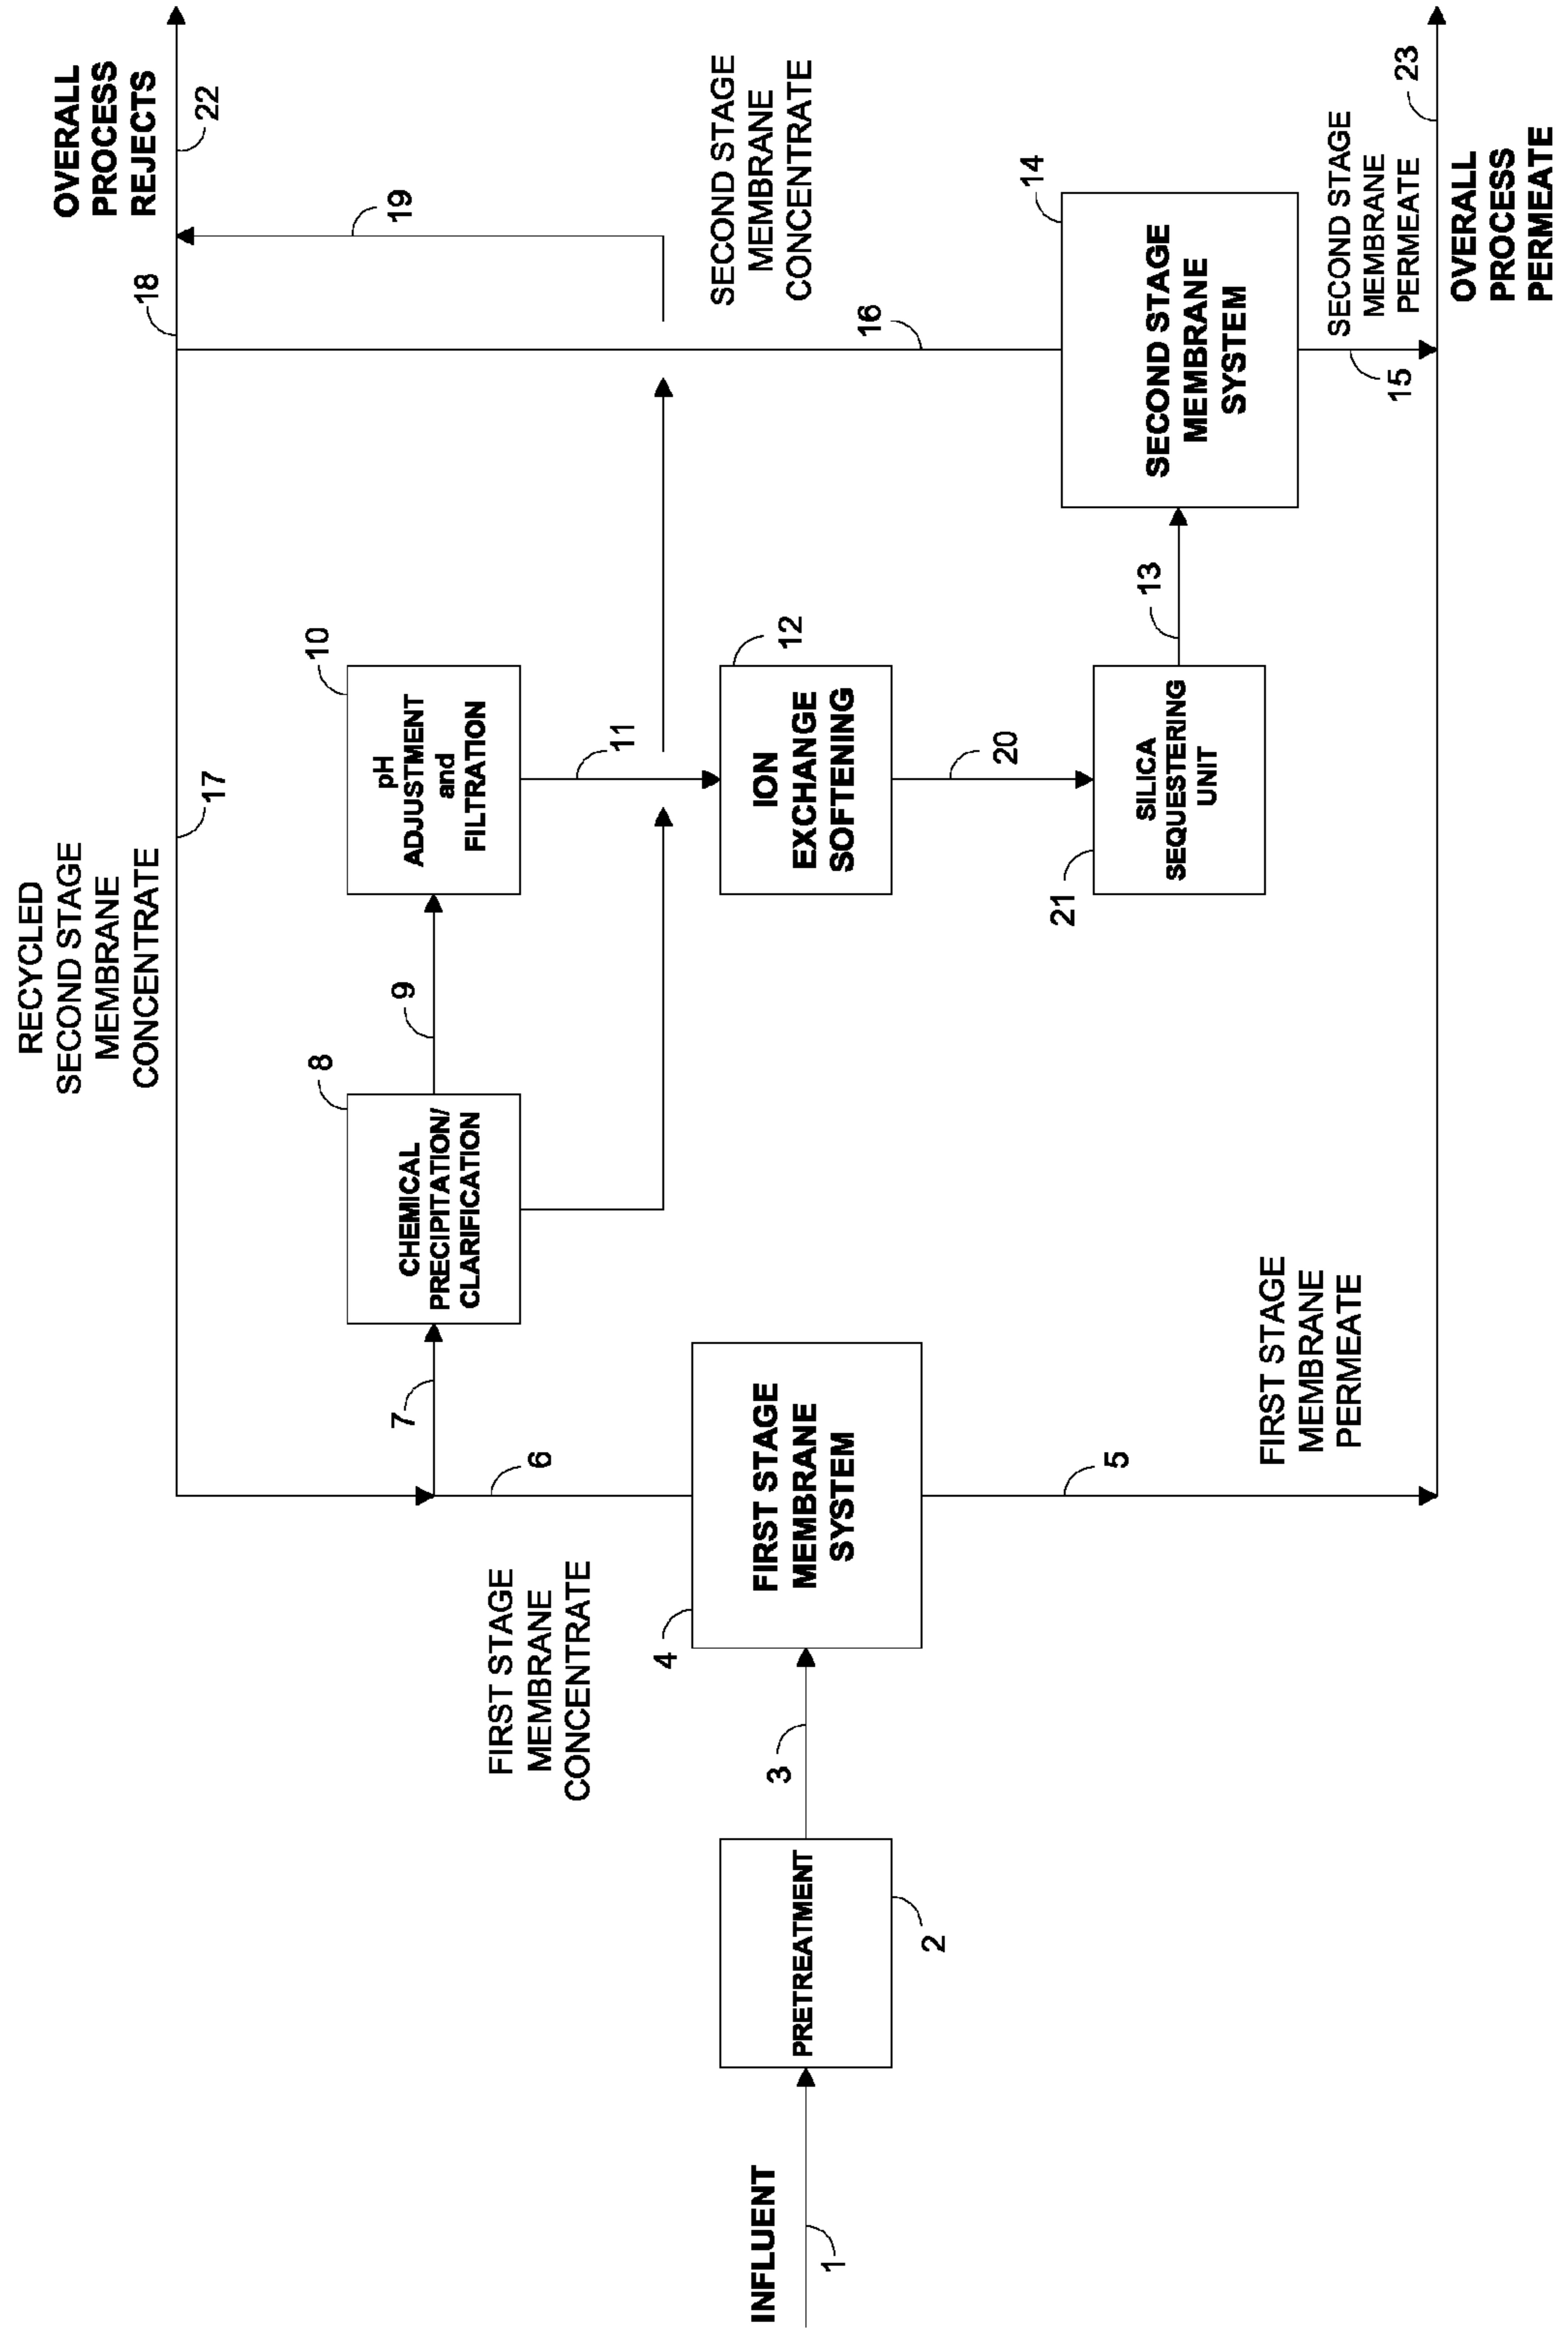 RECYCLED
SECOND STAGE
MEMBRANE
CONCENTRATE
17
18
OVERALL
PROCESS
REJECTS
22
19
8
CHEMICAL
PRECIPITATION/
CLARIFICATION
9
10
pH
ADJUSTMENT
and
FILTRATION
7
11
6
FIRST STAGE
MEMBRANE
CONCENTRATE
16
SECOND STAGE
MEMBRANE
CONCENTRATE
INFLUENT
1
PRETREATMENT
2
3
4
FIRST STAGE
MEMBRANE
SYSTEM
12
ION
EXCHANGE
SOFTENING
20
21
SILICA
SEQUESTERING
UNIT
13
14
SECOND STAGE
MEMBRANE
SYSTEM
5
FIRST STAGE
MEMBRANE
PERMEATE
15
SECOND STAGE
MEMBRANE
PERMEATE
23
OVERALL
PROCESS
PERMEATE